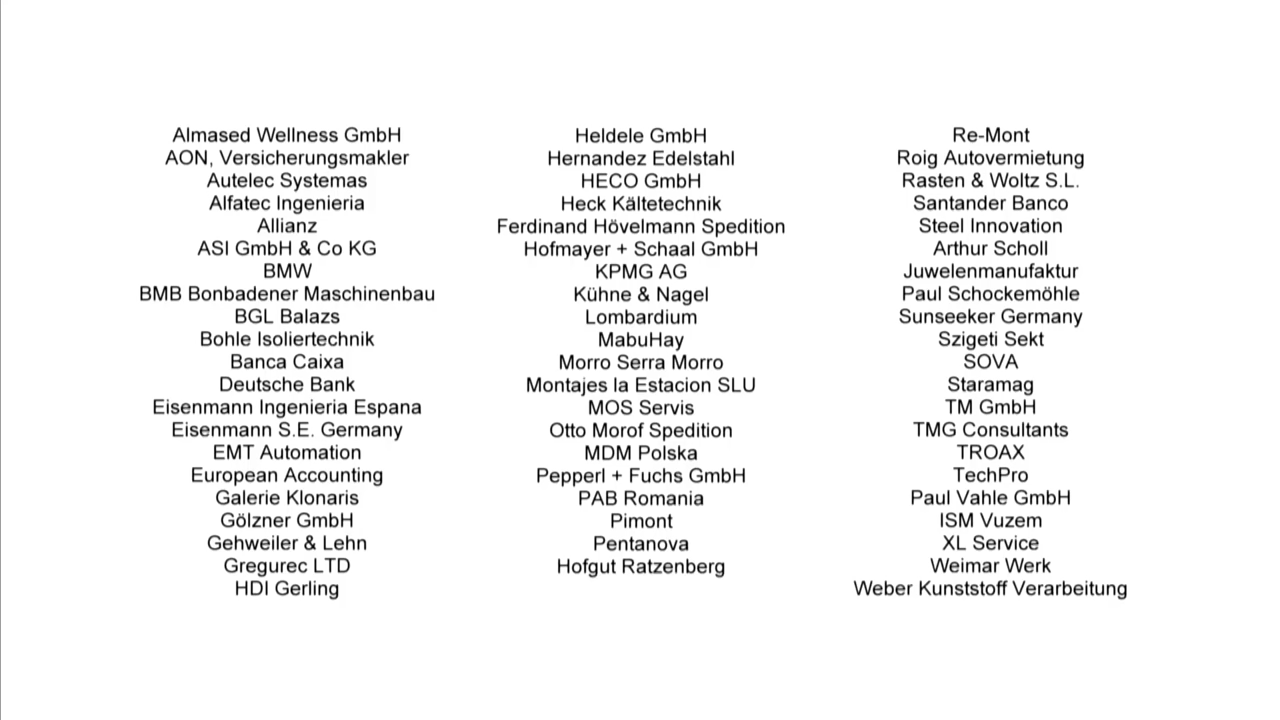 Almased Wellness GmbH
AON, Versicherungsmakler
Autelec Systemas
Alfatec Ingenieria
Allianz
ASI GmbH & Co KG
BMW
BMB Bonbadener Maschinenbau
BGL Balazs
Bohle Isoliertechnik
Banca Caixa
Deutsche Bank
Eisenmann Ingenieria Espana
Eisenmann S.E. Germany
EMT Automation
European Accounting
Galerie Klonaris
Gölzner GmbH
Gehweiler & Lehn
Gregurec LTD
HDI Gerling
Heldele GmbH
Hernandez Edelstahl
HECO GmbH
Heck Kältetechnik
Ferdinand Hövelmann Spedition
Hofmayer + Schaal GmbH
KPMG AG
Kühne & Nagel
Lombardium
MabuHay
Morro Serra Morro
Montajes la Estacion SLU
MOS Servis
Otto Morof Spedition
MDM Polska
Pepperl + Fuchs GmbH
PAB Romania
Pimont
Pentanova
Hofgut Ratzenberg
Re-Mont
Roig Autovermietung
Rasten & Woltz S.L.
Santander Banco
Steel Innovation
Arthur Scholl
Juwelenmanufaktur
Paul Schockemöhle
Sunseeker Germany
Szigeti Sekt
SOVA
Staramag
TM GmbH
TMG Consultants
TROAX
TechPro
Paul Vahle GmbH
ISM Vuzem
XL Service
Weimar Werk
Weber Kunststoff Verarbeitung